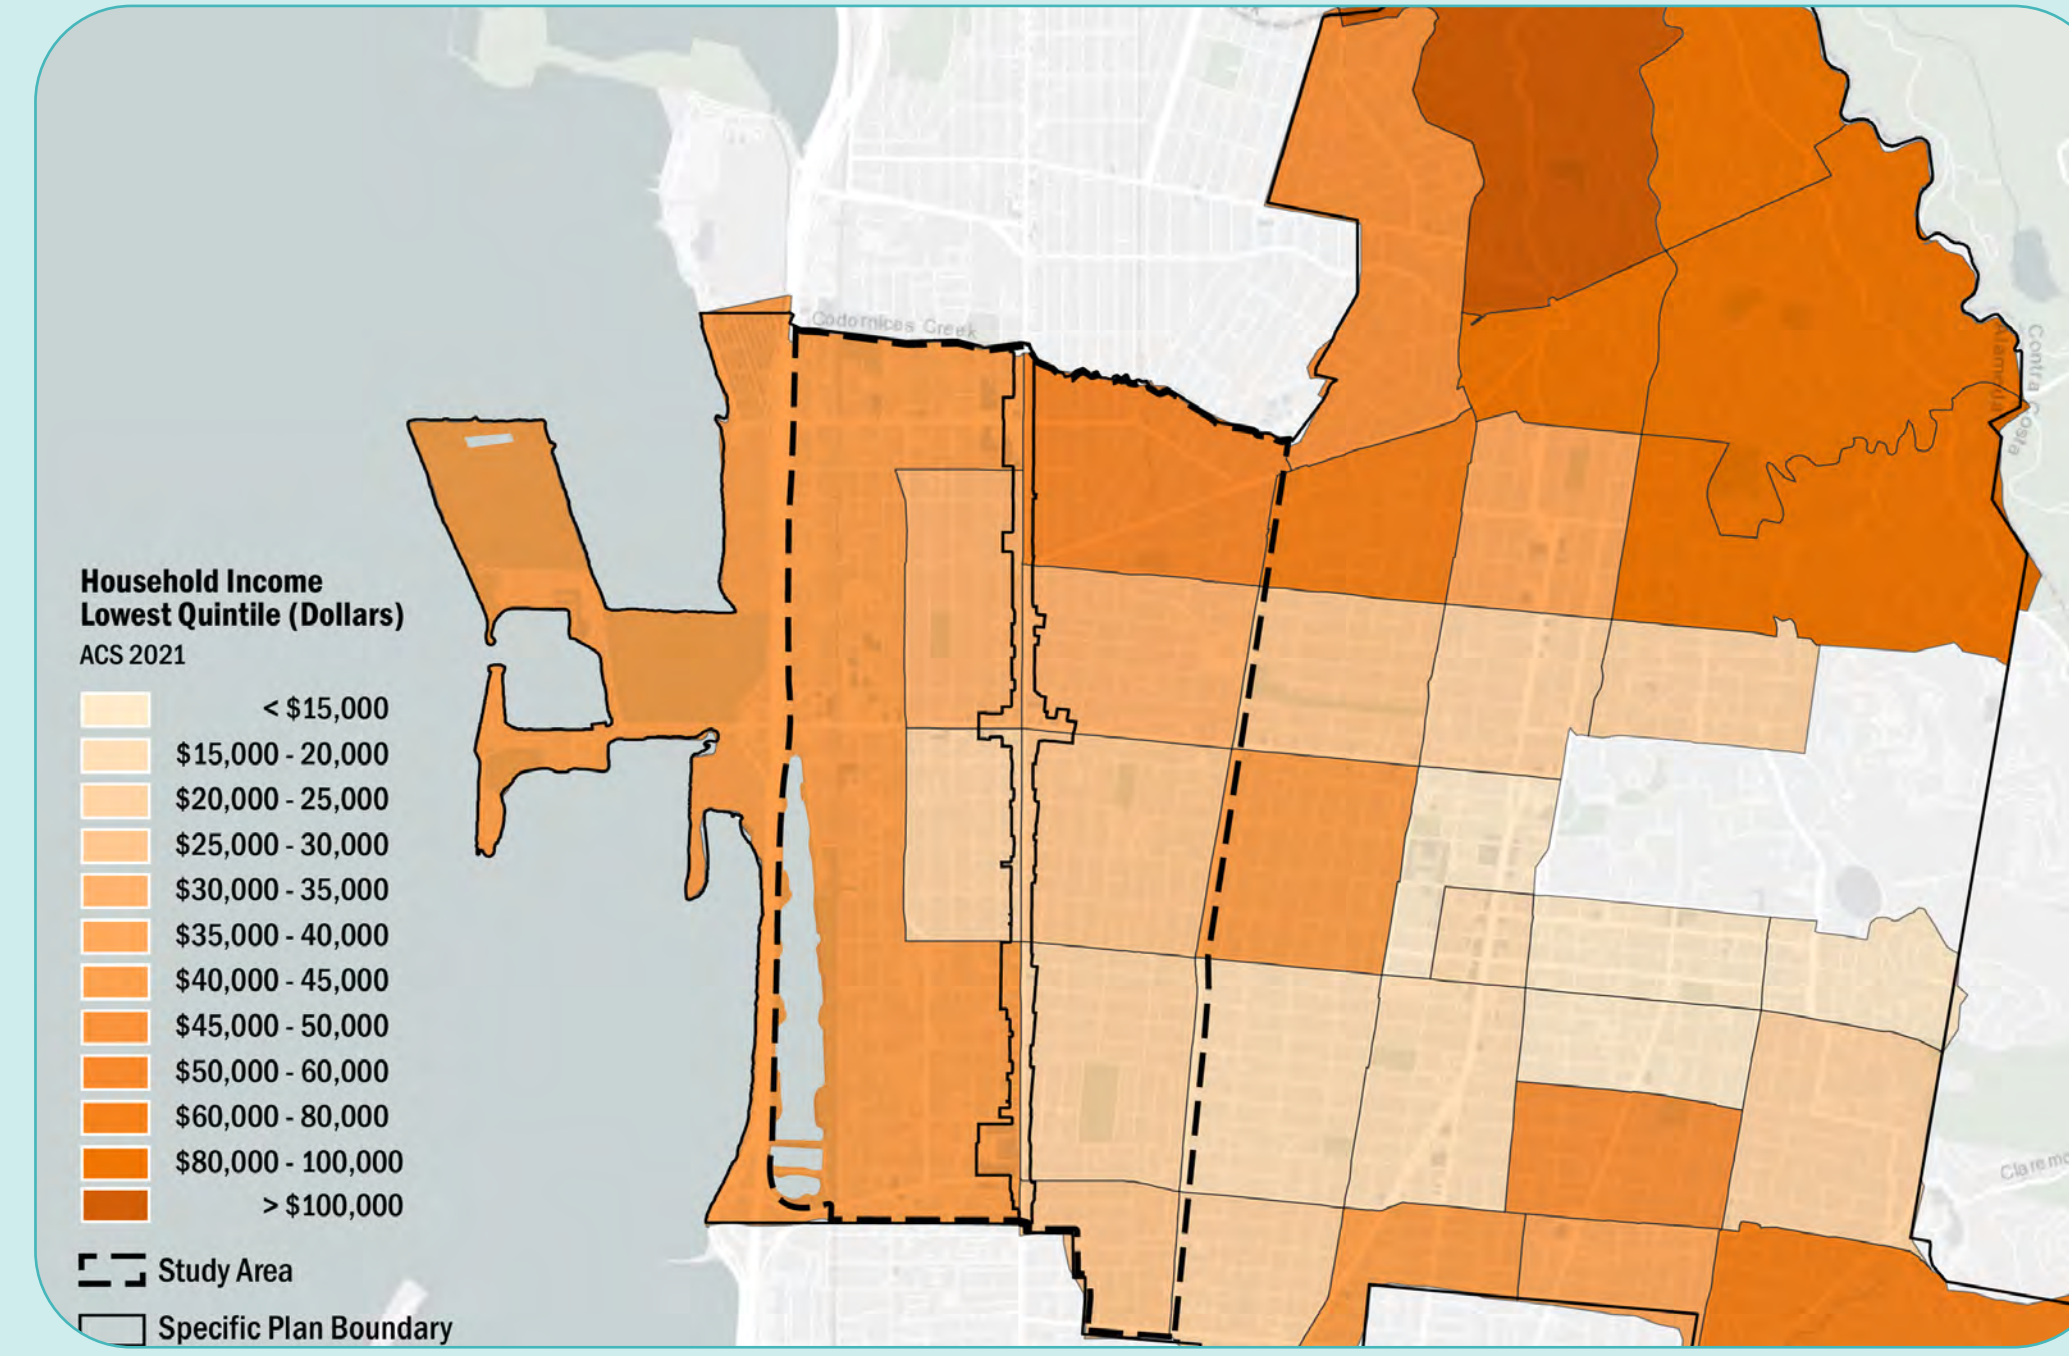 Codornices Creek
Contra Costa
Alameda
Household Income
Lowest Quintile (Dollars)
ACS 2021
< $15,000
$15,000 - 20,000
$20,000 - 25,000
$25,000 - 30,000
$30,000 - 35,000
$35,000 - 40,000
$40,000 - 45,000
$45,000 - 50,000
$50,000 - 60,000
$60,000 - 80,000
$80,000 - 100,000
> $100,000
Study Area
Specific Plan Boundary
Claremo